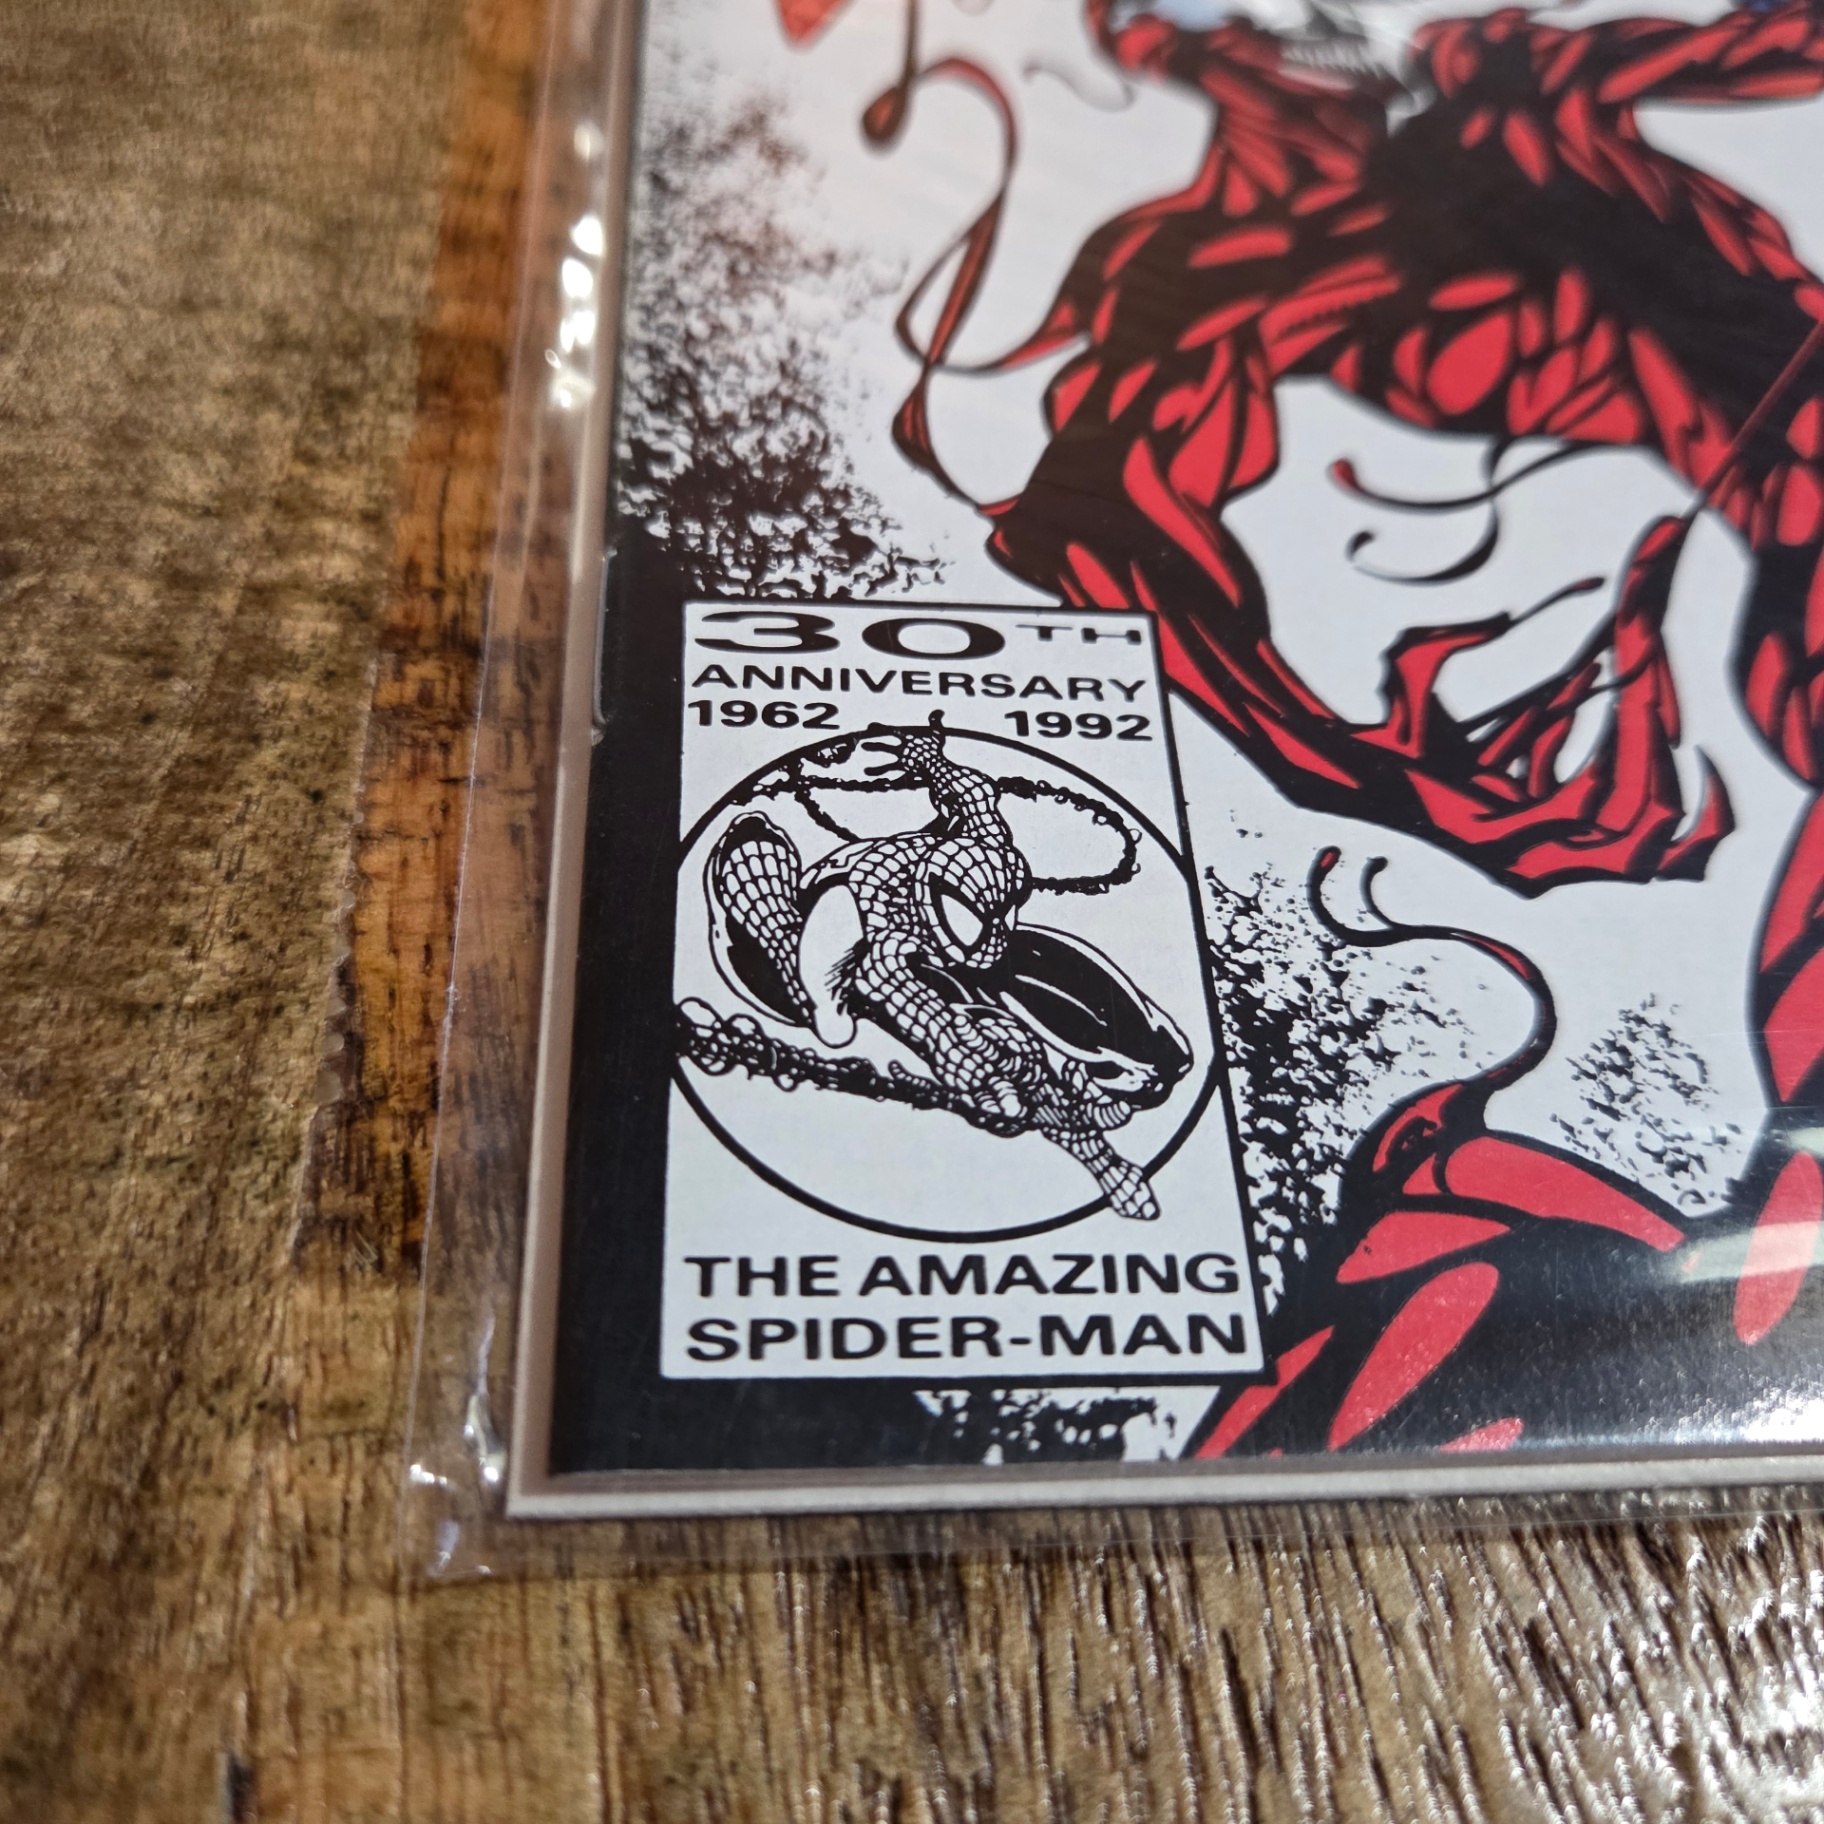 30TH
ANNIVERSARY
1962 1992
THE AMAZING
SPIDER-MAN